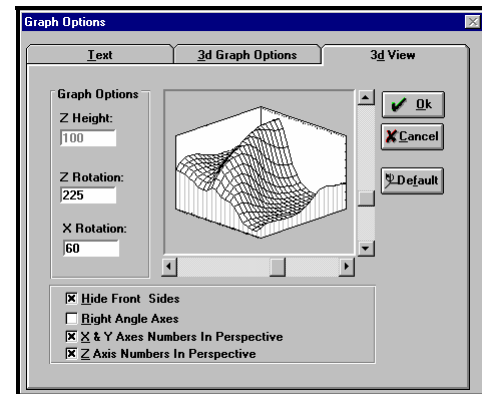 Graph Options
Text
3d Graph Options
3d View
Graph Options
Z Height:
100
Z Rotation:
225
X Rotation:
60
Ok
Cancel
Default
Hide Front Sides
Right Angle Axes
X & Y Axes Numbers In Perspective
Z Axis Numbers In Perspective